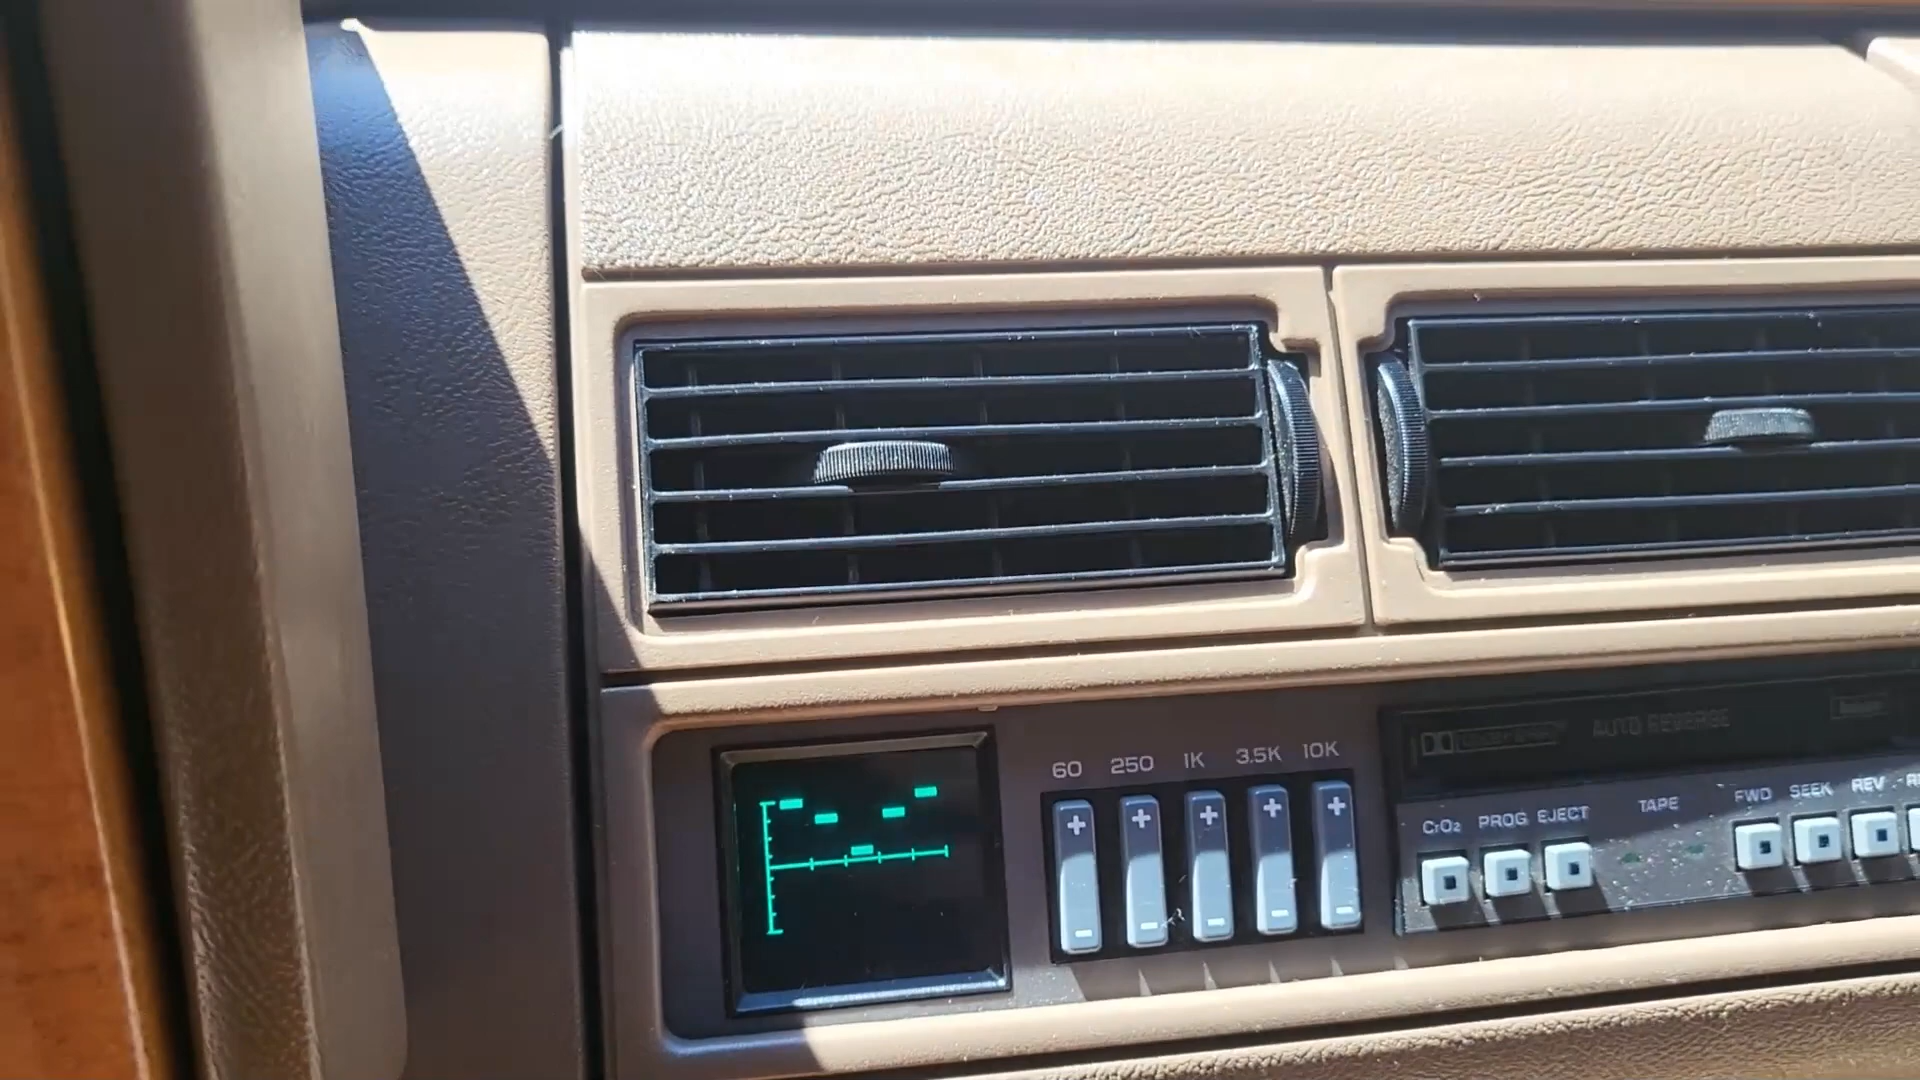 60 250 1K 3.5K 10K
+ + + + +
- - - - -
AUTO REVERSE
CrO₂ PROG EJECT TAPE FWD SEEK REV